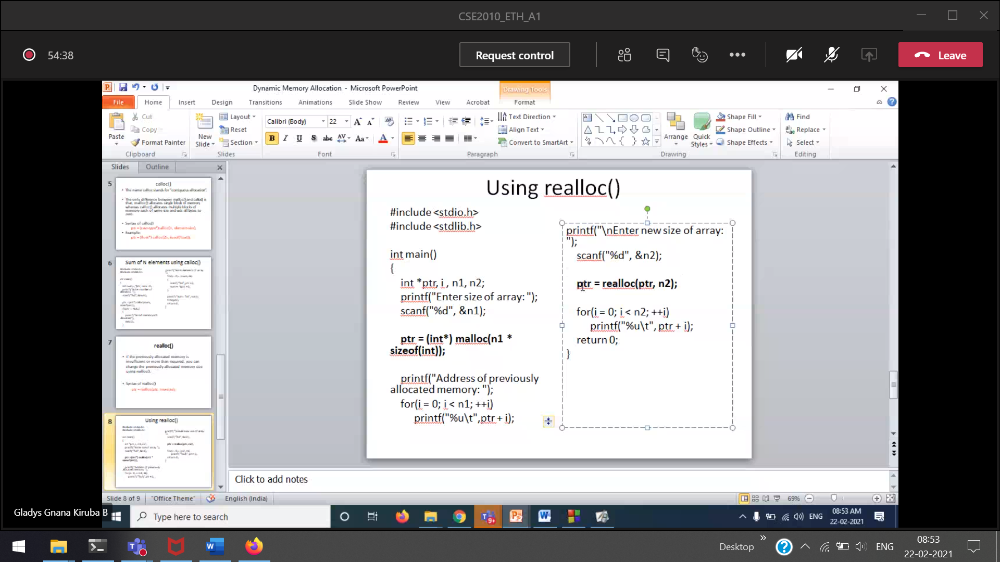 CSE2010_ETH_A1
54:38
Request control
Leave
Dynamic Memory Allocation - Microsoft PowerPoint
Drawing Tools
File Home Insert Design Transitions Animations Slide Show Review View Acrobat Format
Paste
Cut
Copy
Format Painter
Clipboard
New
Slide
Layout
Reset
Section
Slides
Calibri (Body) 22
B I U S abc AV Aa A
Font
Text Direction
Align Text
Convert to SmartArt
Paragraph
Arrange
Quick
Styles
Shape Fill
Shape Outline
Shape Effects
Drawing
Find
Replace
Select
Editing
Slides Outline
5
calloc()
• The name calloc stands for "contiguous allocation".
• The only difference between malloc() and calloc() is
that, malloc() allocates single block of memory
whereas calloc() allocates multiple blocks of
memory each of same size and sets all bytes to
zero.
• Syntax of calloc()
ptr = (cast-type*)calloc(n, element-size);
• Example:
ptr = (float*) calloc(25, sizeof(float));
6
Sum of N elements using calloc()
7
realloc()
• If the previously allocated memory is
insufficient or more than required, you can
change the previously allocated memory size
using realloc().
• Syntax of realloc()
ptr = realloc(ptr, newsize);
8
Using realloc()
Using realloc()
#include <stdio.h>
#include <stdlib.h>
int main()
{
int *ptr, i , n1, n2;
printf("Enter size of array: ");
scanf("%d", &n1);
ptr = (int*) malloc(n1 *
sizeof(int));
printf("Address of previously
allocated memory: ");
for(i = 0; i < n1; ++i)
printf("%u\t",ptr + i);
printf("\nEnter new size of array:
");
scanf("%d", &n2);
ptr = realloc(ptr, n2);
for(i = 0; i < n2; ++i)
printf("%u\t", ptr + i);
return 0;
}
Click to add notes
Slide 8 of 9 "Office Theme" English (India) 69%
Gladys Gnana Kiruba B
Type here to search
9+
ENG
08:53 AM
22-02-2021
Desktop
ENG
08:53
22-02-2021